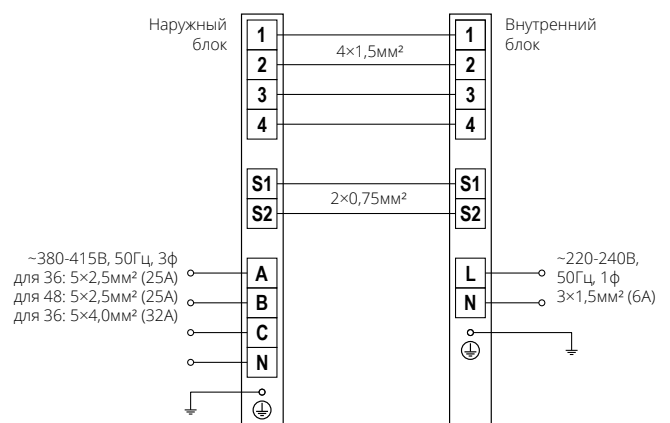 Наружный
блок
Внутренний
блок
1
1
4×1,5мм²
2
2
3
3
4
4
S1
S1
2×0,75мм²
S2
S2
~380-415В, 50Гц, 3ф
для 36: 5×2,5мм² (25А)
для 48: 5×2,5мм² (25А)
для 36: 5×4,0мм² (32А)
A
B
C
N
L
N
~220-240В,
50Гц, 1ф
3×1,5мм² (6А)